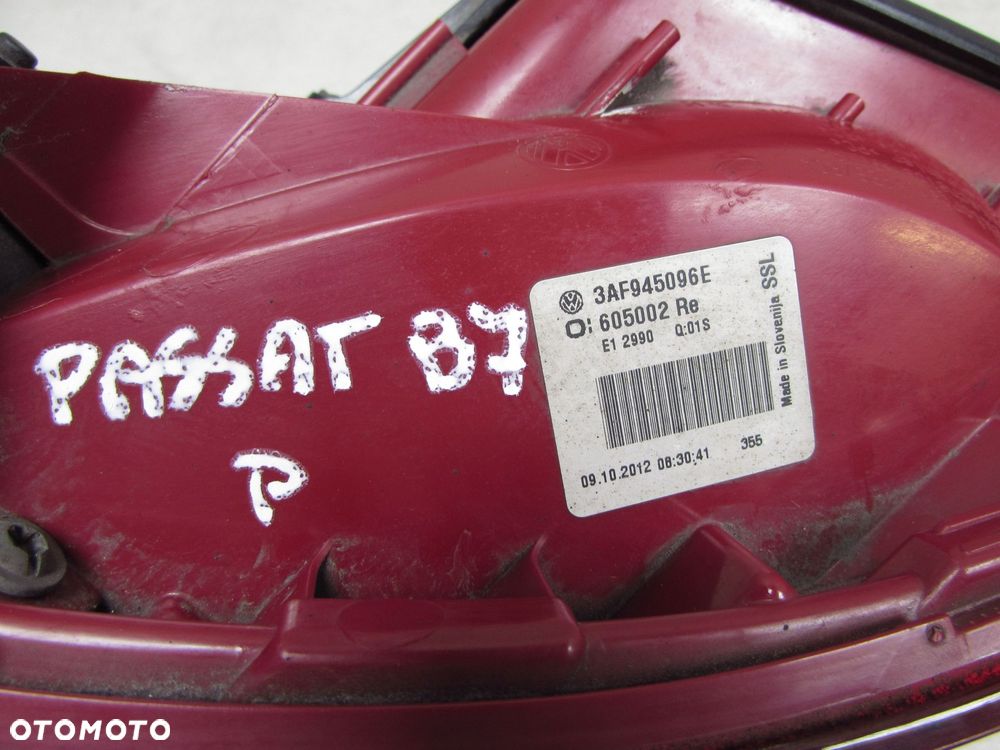 PASSAT B7
P
3AF945096E
605002 Re
E1 2990 Q:01S
Made in Slovenija SSL
355
09.10.2012 08:30:41
OTOMOTO